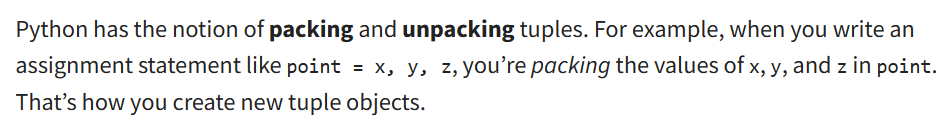 Python has the notion of packing and unpacking tuples. For example, when you write an
assignment statement like point = x, y, z, you’re packing the values of x, y, and z in point.
That’s how you create new tuple objects.